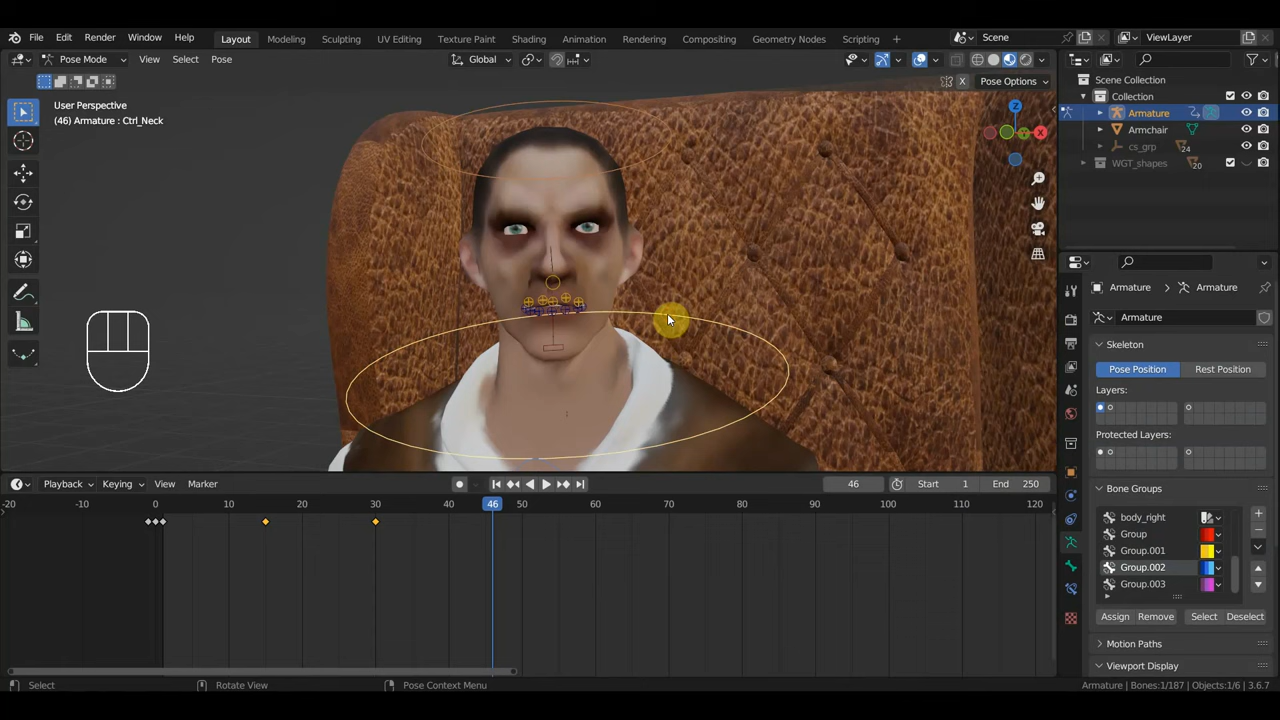 File Edit Render Window Help Layout Modeling Sculpting UV Editing Texture Paint Shading Animation Rendering Compositing Geometry Nodes Scripting + Scene ViewLayer
Pose Mode View Select Pose Global
X Pose Options
Scene Collection
Collection
Armature
Armchair
cs_grp 24
WGT_shapes 20
User Perspective
(46) Armature : Ctrl_Neck
Z
X
Armature Armature
Armature
Skeleton
Pose Position Rest Position
Layers:
Protected Layers:
Bone Groups
body_right
Group
Group.001
Group.002
Group.003
Assign Remove Select Deselect
Motion Paths
Viewport Display
Playback Keying View Marker 46 Start 1 End 250
-20 -10 0 10 20 30 40 46 60 70 80 90 100 110 120
Select Rotate View Pose Context Menu Armature | Bones:1/187 | Objects:1/6 | 3.6.7